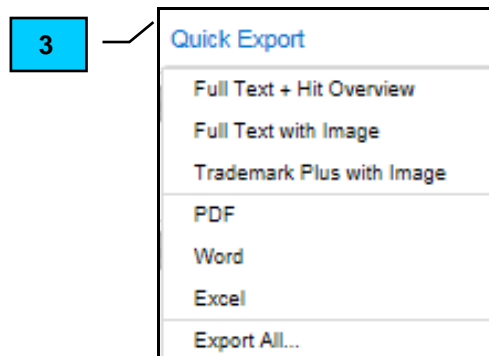 3
Quick Export
Full Text + Hit Overview
Full Text with Image
Trademark Plus with Image
PDF
Word
Excel
Export All...